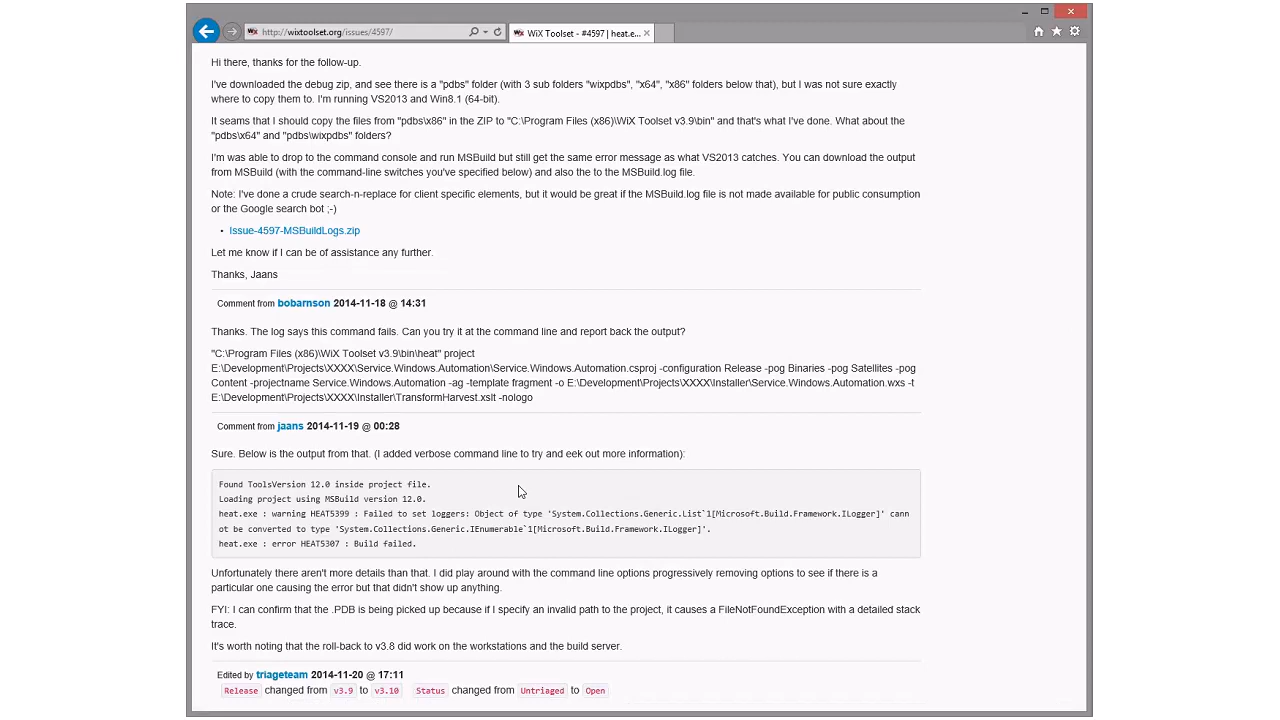 http://wixtoolset.org/issues/4597/
WiX Toolset - #4597 | heat.e...
Hi there, thanks for the follow-up.
I've downloaded the debug zip, and see there is a "pdbs" folder (with 3 sub folders "wixpdbs", "x64", "x86" folders below that), but I was not sure exactly
where to copy them to. I'm running VS2013 and Win8.1 (64-bit).
It seams that I should copy the files from "pdbs\x86" in the ZIP to "C:\Program Files (x86)\WiX Toolset v3.9\bin" and that's what I've done. What about the
"pdbs\x64" and "pdbs\wixpdbs" folders?
I'm was able to drop to the command console and run MSBuild but still get the same error message as what VS2013 catches. You can download the output
from MSBuild (with the command-line switches you've specified below) and also the to the MSBuild.log file.
Note: I've done a crude search-n-replace for client specific elements, but it would be great if the MSBuild.log file is not made available for public consumption
or the Google search bot ;-)
• Issue-4597-MSBuildLogs.zip
Let me know if I can be of assistance any further.
Thanks, Jaans
Comment from bobarnson 2014-11-18 @ 14:31
Thanks. The log says this command fails. Can you try it at the command line and report back the output?
"C:\Program Files (x86)\WiX Toolset v3.9\bin\heat" project
E:\Development\Projects\XXXX\Service.Windows.Automation\Service.Windows.Automation.csproj -configuration Release -pog Binaries -pog Satellites -pog
Content -projectname Service.Windows.Automation -ag -template fragment -o E:\Development\Projects\XXXX\Installer\Service.Windows.Automation.wxs -t
E:\Development\Projects\XXXX\Installer\TransformHarvest.xslt -nologo
Comment from jaans 2014-11-19 @ 00:28
Sure. Below is the output from that. (I added verbose command line to try and eek out more information):
Found ToolsVersion 12.0 inside project file.
Loading project using MSBuild version 12.0.
heat.exe : warning HEAT5399 : Failed to set loggers: Object of type 'System.Collections.Generic.List`1[Microsoft.Build.Framework.ILogger]' cann
ot be converted to type 'System.Collections.Generic.IEnumerable`1[Microsoft.Build.Framework.ILogger]'.
heat.exe : error HEAT5307 : Build failed.
Unfortunately there aren't more details than that. I did play around with the command line options progressively removing options to see if there is a
particular one causing the error but that didn't show up anything.
FYI: I can confirm that the .PDB is being picked up because if I specify an invalid path to the project, it causes a FileNotFoundException with a detailed stack
trace.
It's worth noting that the roll-back to v3.8 did work on the workstations and the build server.
Edited by triageteam 2014-11-20 @ 17:11
Release changed from v3.9 to v3.10 Status changed from Untriaged to Open